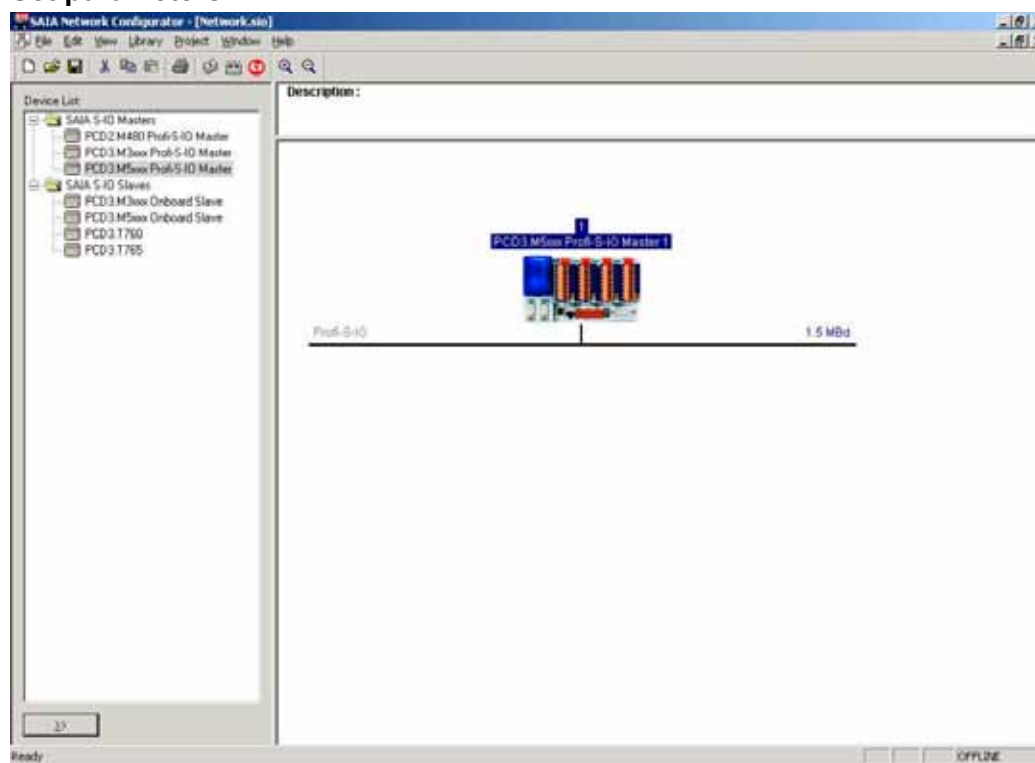 SAIA Network Configurator - [Network.sio]
File Edit View Library Project Window Help
Device List:
SAIA S-IO Masters
PCD2.M480 Profi-S-IO Master
PCD3.M3xxx Profi-S-IO Master
PCD3.M5xxx Profi-S-IO Master
SAIA S-IO Slaves
PCD3.M3xxx Onboard Slave
PCD3.M5xxx Onboard Slave
PCD3.T760
PCD3.T765
>>
Description :
1
PCD3.M5xxx Profi-S-IO Master 1
Profi-S-IO
1.5 MBd
Ready
OFFLINE